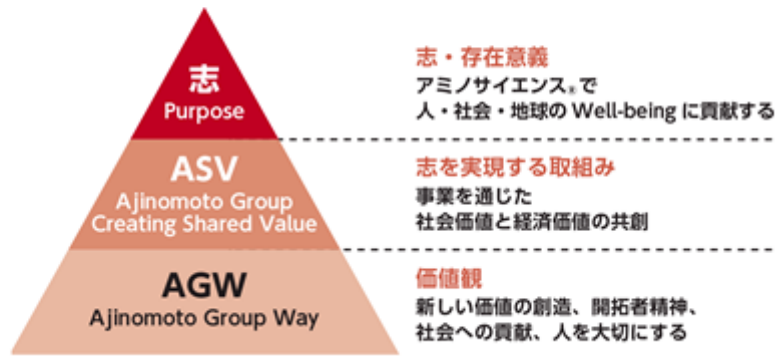 志
Purpose
志・存在意義
アミノサイエンス®で
人・社会・地球のWell-beingに貢献する
ASV
Ajinomoto Group
Creating Shared Value
志を実現する取組み
事業を通じた
社会価値と経済価値の共創
AGW
Ajinomoto Group Way
価値観
新しい価値の創造、開拓者精神、
社会への貢献、人を大切にする